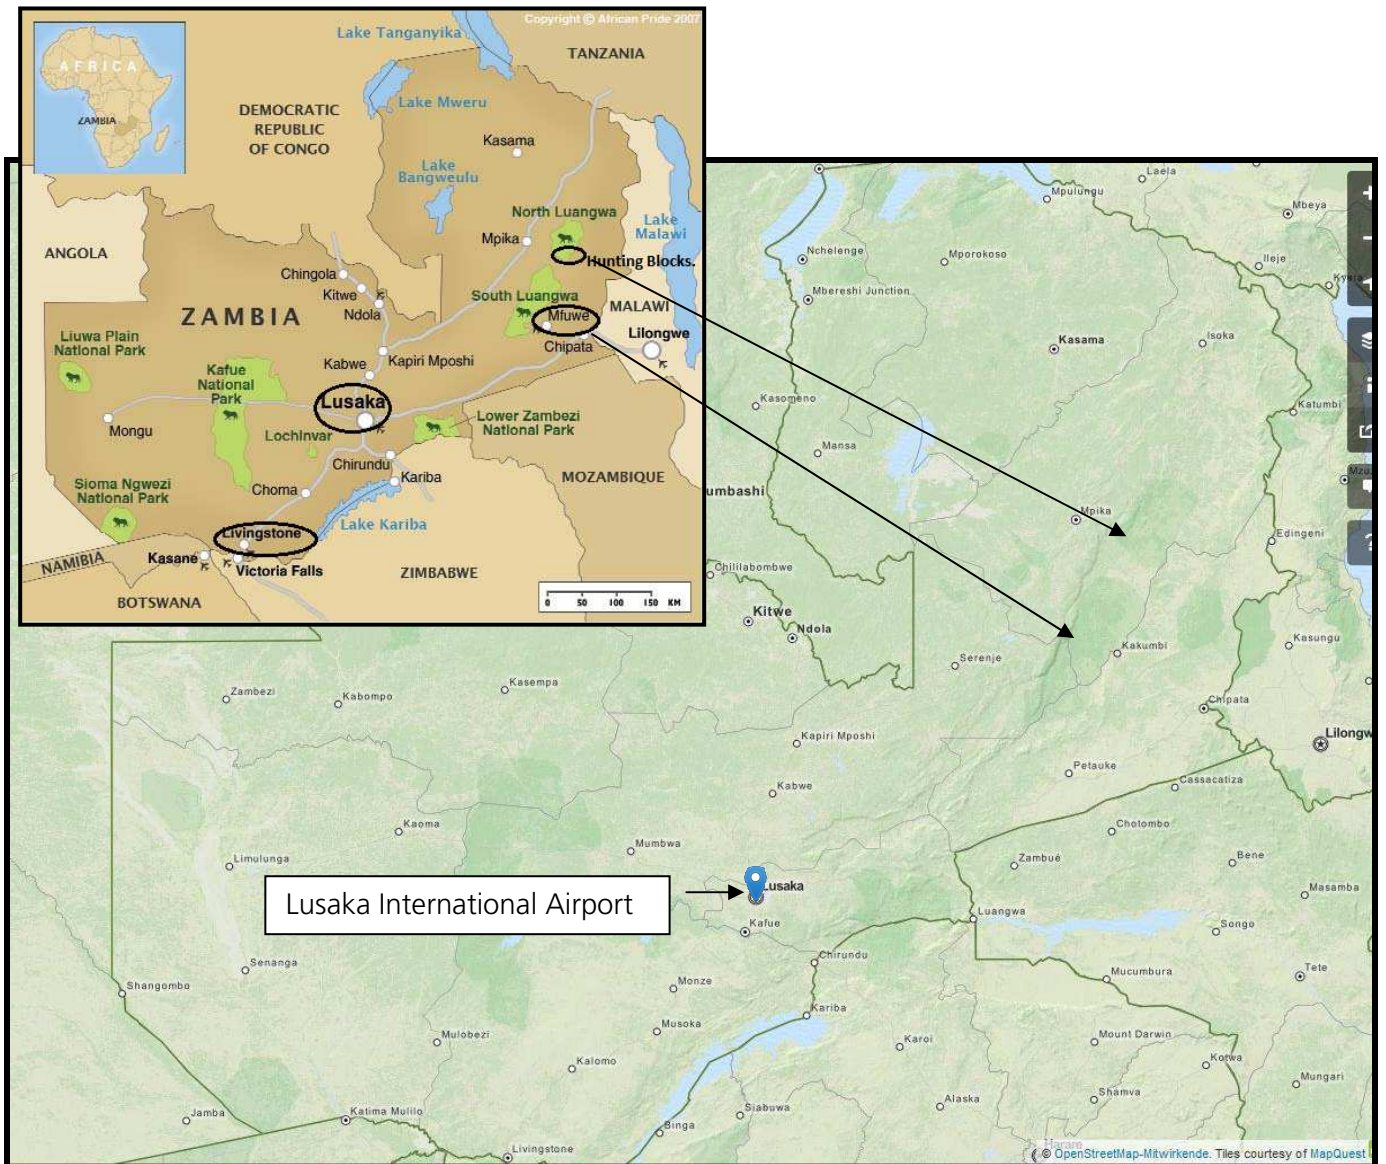 Copyright © African Pride 2007
Lake Tanganyika
TANZANIA
AFRICA
ZAMBIA
DEMOCRATIC
REPUBLIC
OF CONGO
Lake Mweru
Kasama
Lake
Bangweulu
North Luangwa
Lake
Malawi
Mpika
ANGOLA
Hunting Blocks.
Chingola
Kitwe
Ndola
South Luangwa
MALAWI
ZAMBIA
Mfuwe
Lilongwe
Liuwa Plain
National Park
Chipata
Kabwe
Kapiri Mposhi
Kafue
National
Park
Lusaka
Mongu
Lochinvar
Lower Zambezi
National Park
Chirundu
Kariba
MOZAMBIQUE
Sioma Ngwezi
National Park
Choma
Lake Kariba
Livingstone
Kasane
Victoria Falls
NAMIBIA
ZIMBABWE
BOTSWANA
0 50 100 150 KM
Laela
Mpulungu
Mbeya
Nchelenge
Mporokoso
Ileje
Mbereshi Junction
Kasama
Isoka
Kasomeno
Katumbi
Mansa
umbashi
Mpika
Edingeni
Chililabombwe
Kitwe
Ndola
Kasungu
Kakumbi
Serenje
Kasempa
Zambezi
Kabompo
Chipata
Kapiri Mposhi
Lilongw
Petauke
Cassacatiza
Kabwe
Kaoma
Chotombo
Mumbwa
Limulunga
Zambué
Bene
Lusaka International Airport
Lusaka
Masamba
Kafue
Luangwa
Songo
Chirundu
Senanga
Tete
Mucumbura
Monze
Shangombo
Kariba
Musoka
Mulobezi
Karoi
Mount Darwin
Kotwa
Kalomo
Mungari
Shamva
Alaska
Siabuwa
Jamba
Katima Mulilo
Binga
Livingstone
Harare
© OpenStreetMap-Mitwirkende. Tiles courtesy of MapQuest